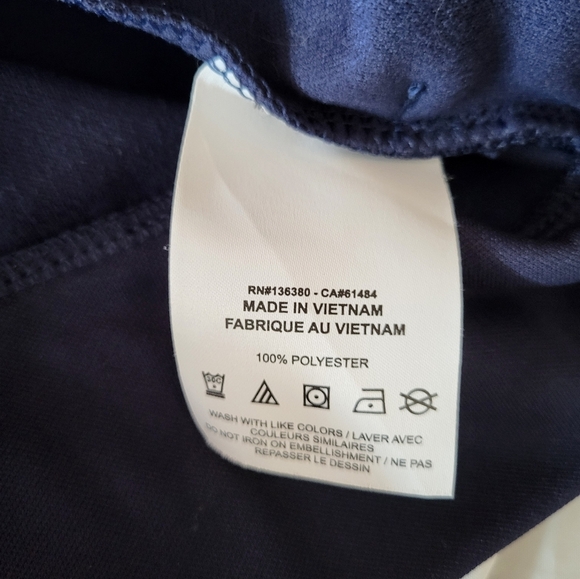 RN#136380 - CA#61484
MADE IN VIETNAM
FABRIQUE AU VIETNAM
100% POLYESTER
WASH WITH LIKE COLORS / LAVER AVEC
COULEURS SIMILAIRES
DO NOT IRON ON EMBELLISHMENT / NE PAS
REPASSER LE DESSIN